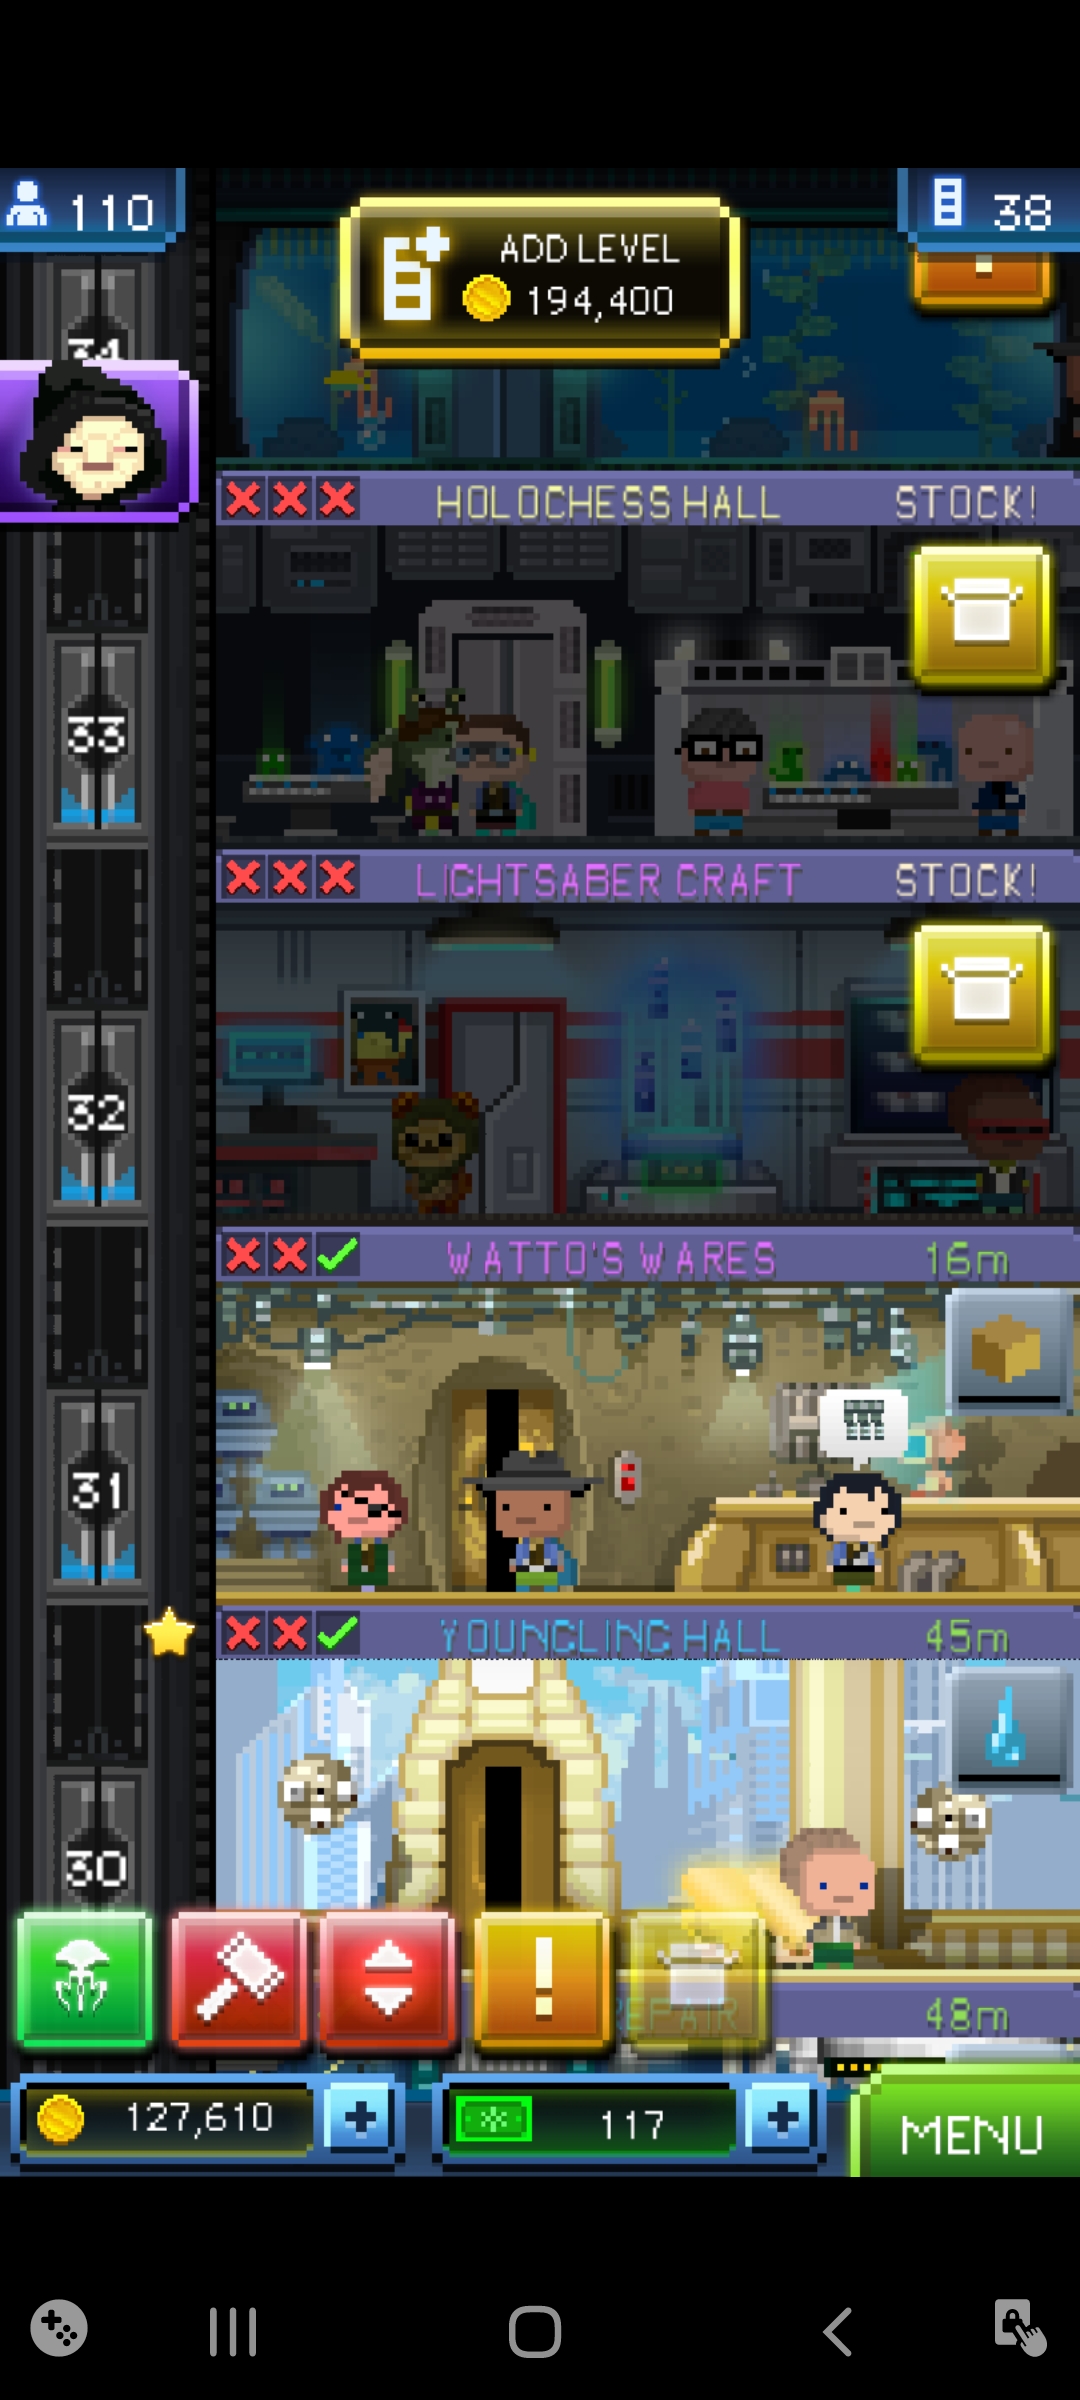 110
38
ADD LEVEL
194,400
34
HOLOCHESS HALL
STOCK!
33
LIGHTSABER CRAFT
STOCK!
32
WATTO'S WARES
16m
31
YOUNGLING HALL
45m
30
REPAIR
48m
127,610
117
MENU